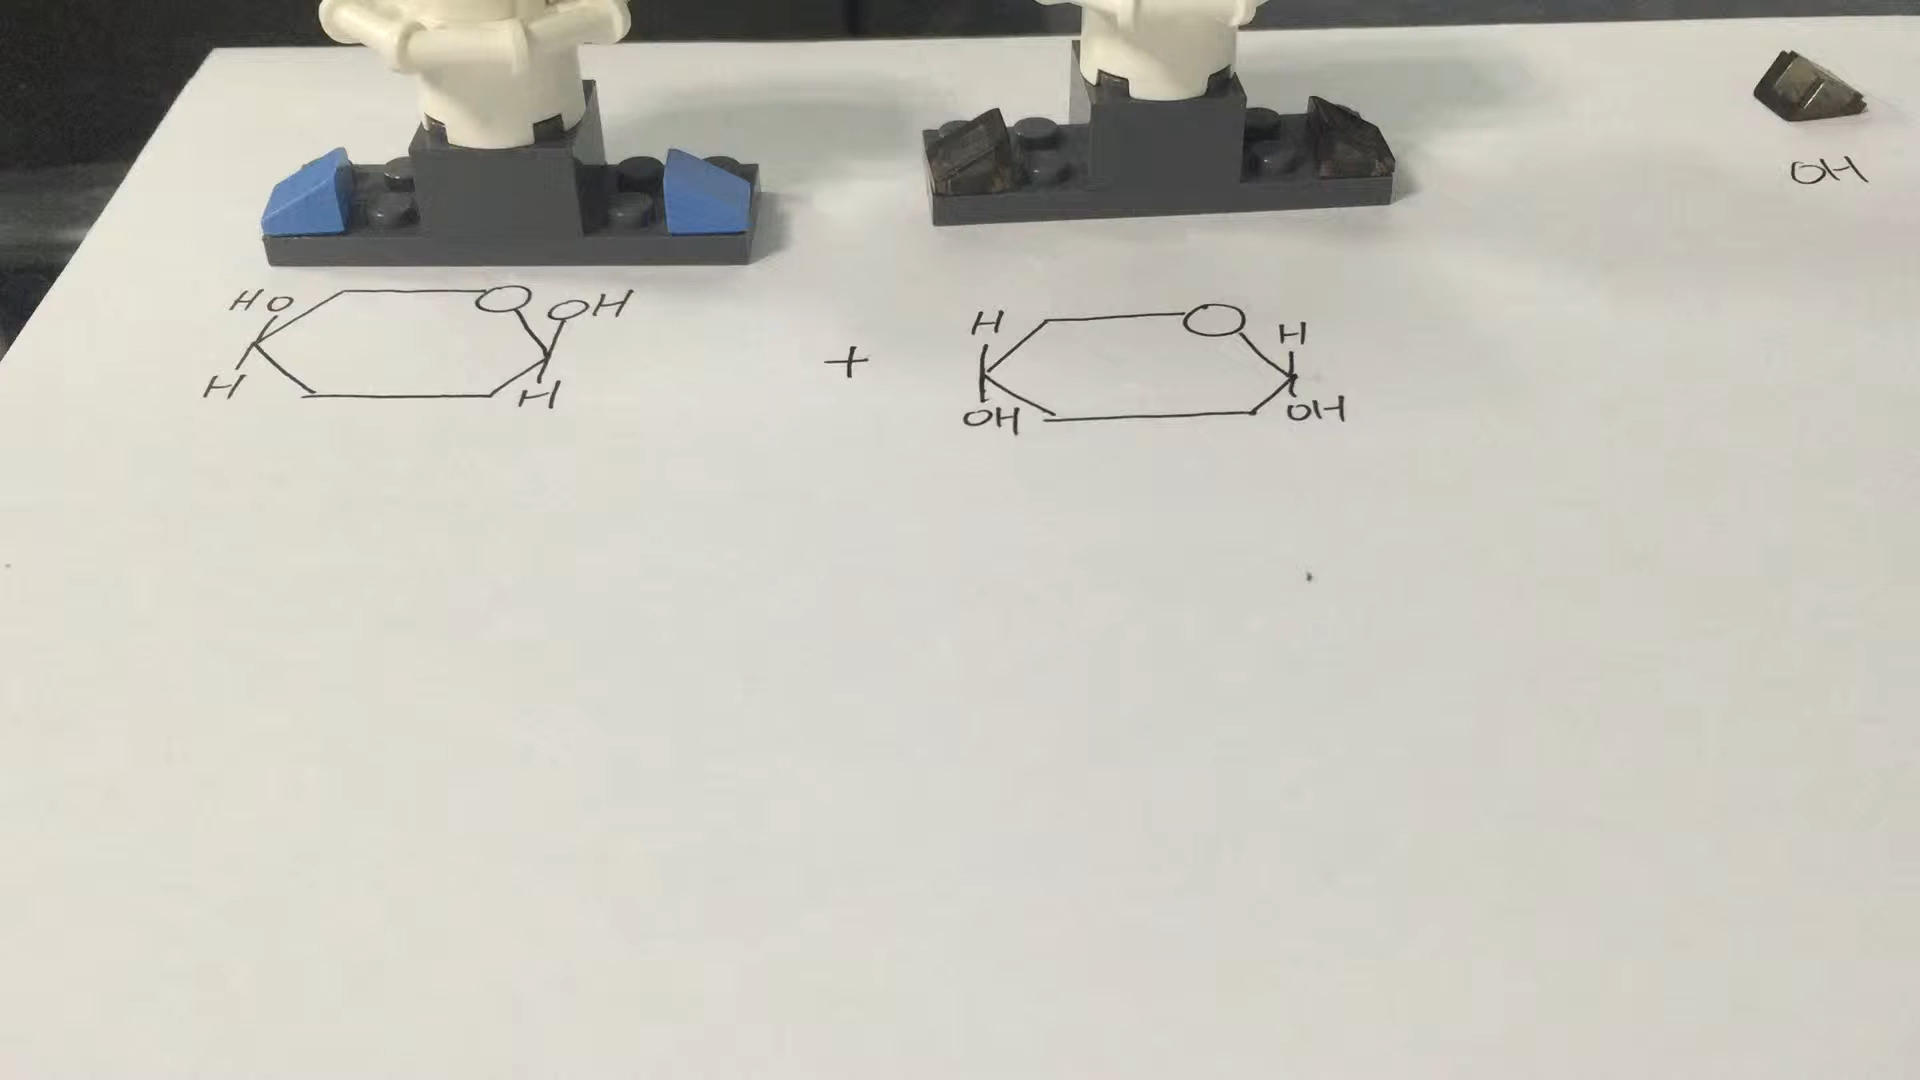 OH
HO O OH
H H
+
H O H
OH OH